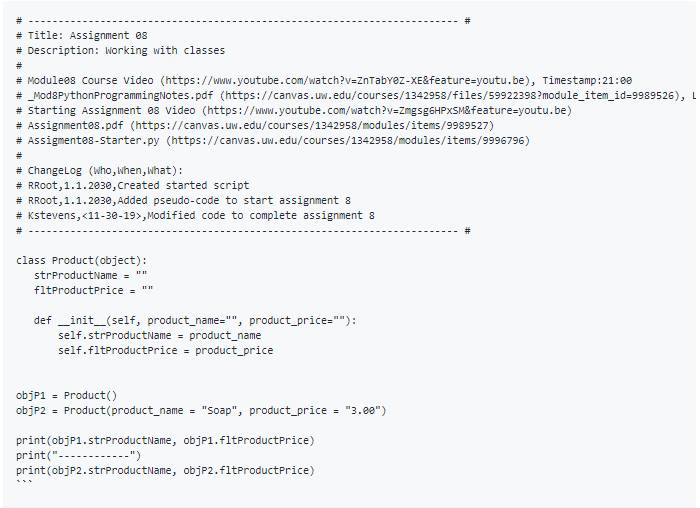 # ------------------------------------------------------------------ #
# Title: Assignment 08
# Description: Working with classes
#
# Module08 Course Video (https://www.youtube.com/watch?v=ZnTabY0Z-XE&feature=youtu.be), Timestamp:21:00
# _Mod8PythonProgrammingNotes.pdf (https://canvas.uw.edu/courses/1342958/files/59922398?module_item_id=9989526), L
# Starting Assignment 08 Video (https://www.youtube.com/watch?v=Zmgsg6HPxSM&feature=youtu.be)
# Assignment08.pdf (https://canvas.uw.edu/courses/1342958/modules/items/9989527)
# Assigment08-Starter.py (https://canvas.uw.edu/courses/1342958/modules/items/9996796)
#
# ChangeLog (Who,When,What):
# RRoot,1.1.2030,Created started script
# RRoot,1.1.2030,Added pseudo-code to start assignment 8
# Kstevens,<11-30-19>,Modified code to complete assignment 8
# ------------------------------------------------------------------ #
class Product(object):
strProductName = ""
fltProductPrice = ""
def __init__(self, product_name="", product_price=""):
self.strProductName = product_name
self.fltProductPrice = product_price
objP1 = Product()
objP2 = Product(product_name = "Soap", product_price = "3.00")
print(objP1.strProductName, objP1.fltProductPrice)
print("------------")
print(objP2.strProductName, objP2.fltProductPrice)
```